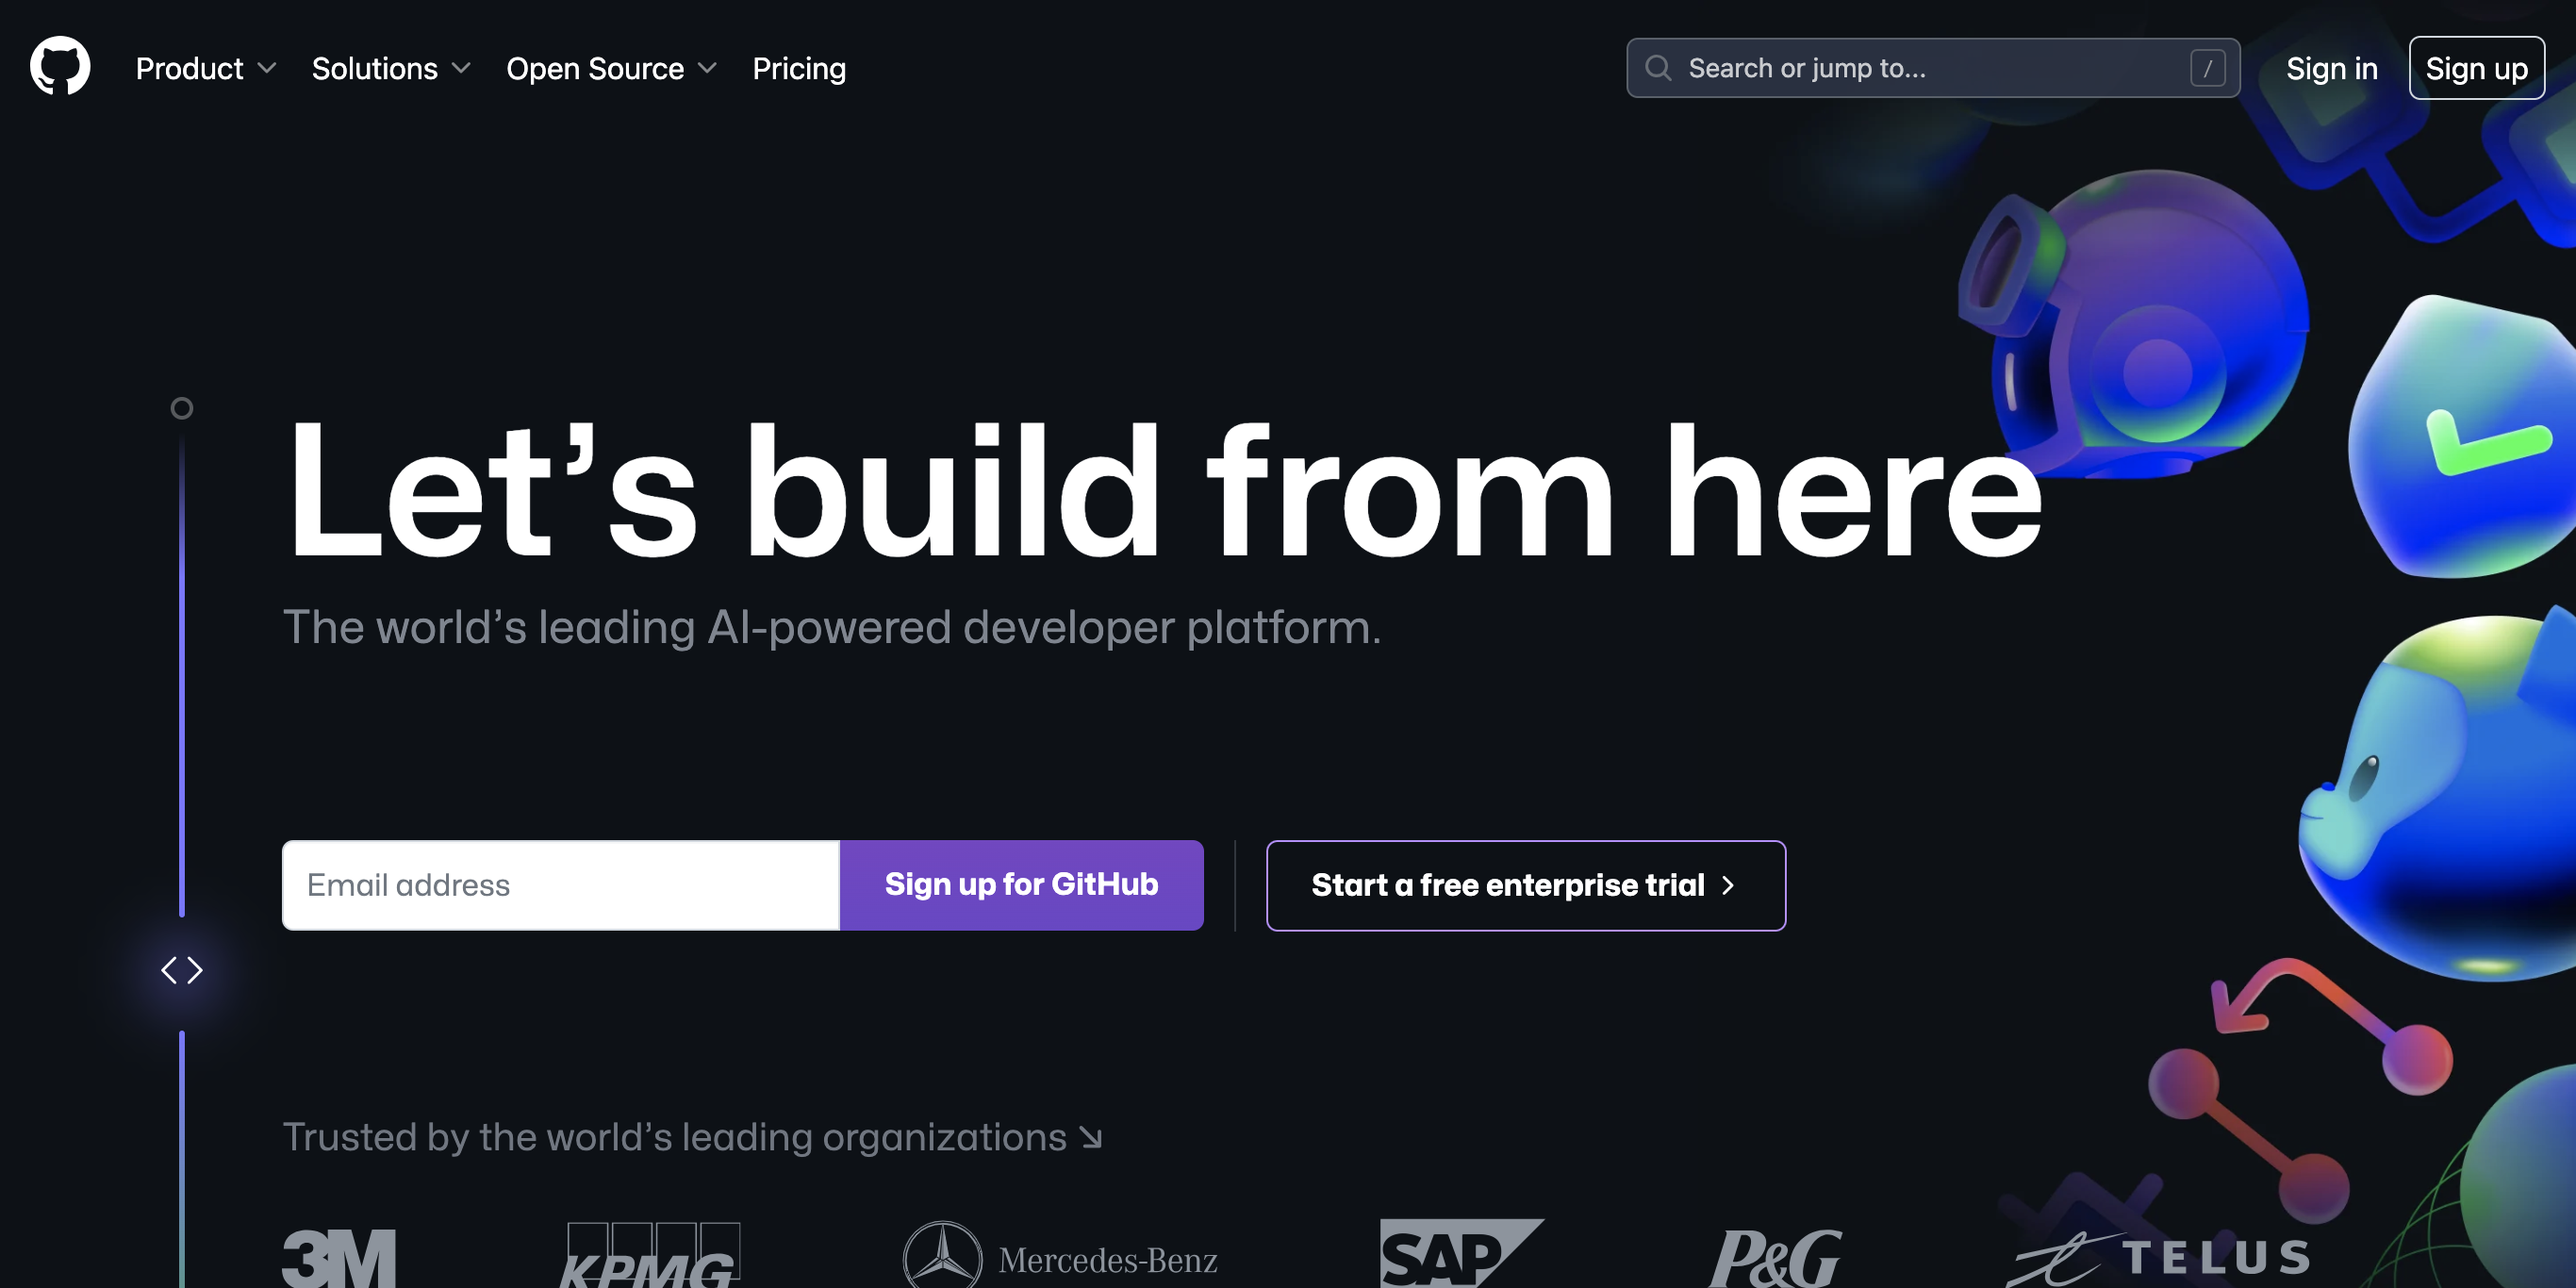 Product Solutions Open Source Pricing Search or jump to... / Sign in Sign up
Let’s build from here
The world’s leading AI-powered developer platform.
Email address Sign up for GitHub Start a free enterprise trial
Trusted by the world’s leading organizations
3M KPMG Mercedes-Benz SAP P&G TELUS